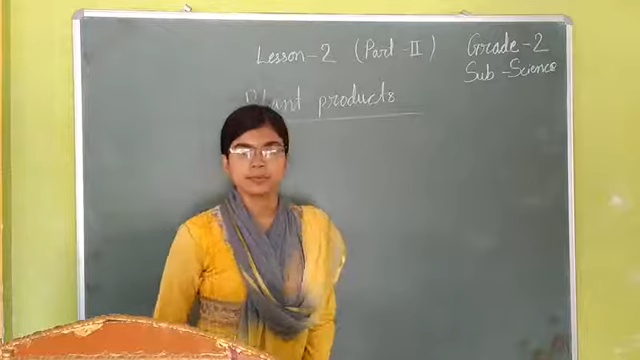 Lesson-2 (Part-II)
Grade-2
Sub-Science
Plant products